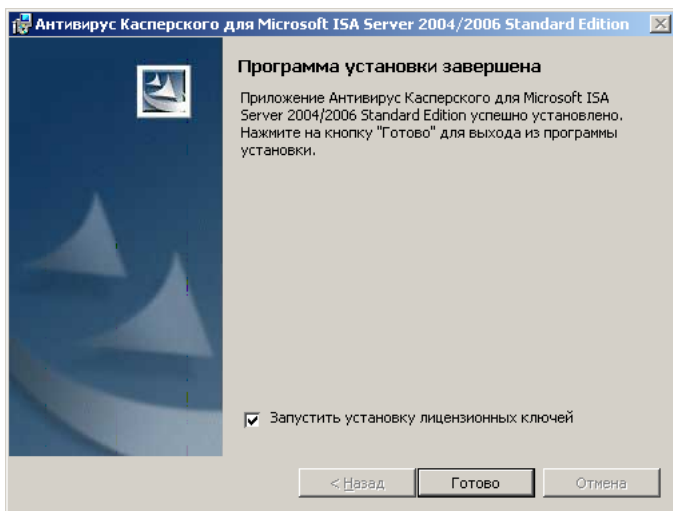 Антивирус Касперского для Microsoft ISA Server 2004/2006 Standard Edition
Программа установки завершена
Приложение Антивирус Касперского для Microsoft ISA
Server 2004/2006 Standard Edition успешно установлено.
Нажмите на кнопку "Готово" для выхода из программы
установки.
Запустить установку лицензионных ключей
< Назад Готово Отмена